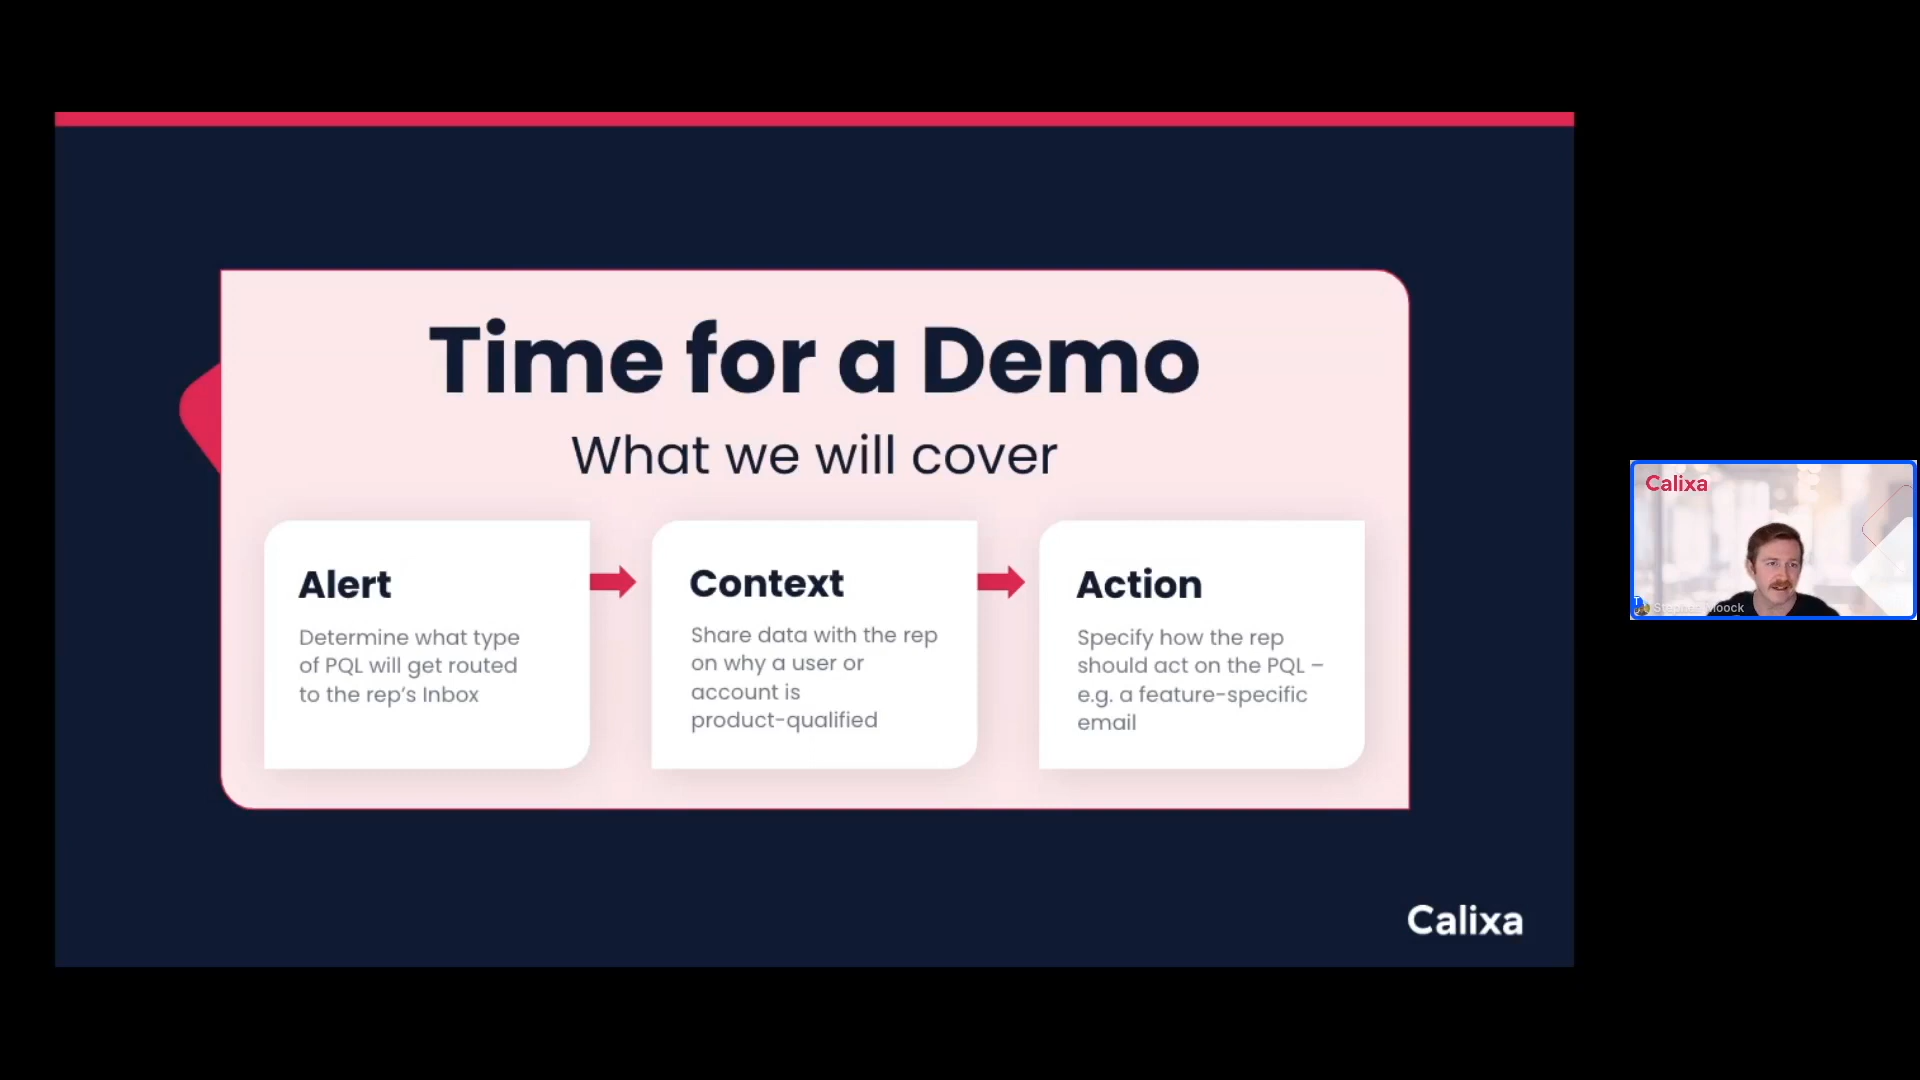 Time for a Demo
What we will cover
Alert
Determine what type
of PQL will get routed
to the rep’s Inbox
Context
Share data with the rep
on why a user or
account is
product-qualified
Action
Specify how the rep
should act on the PQL –
e.g. a feature-specific
email
Calixa
Calixa